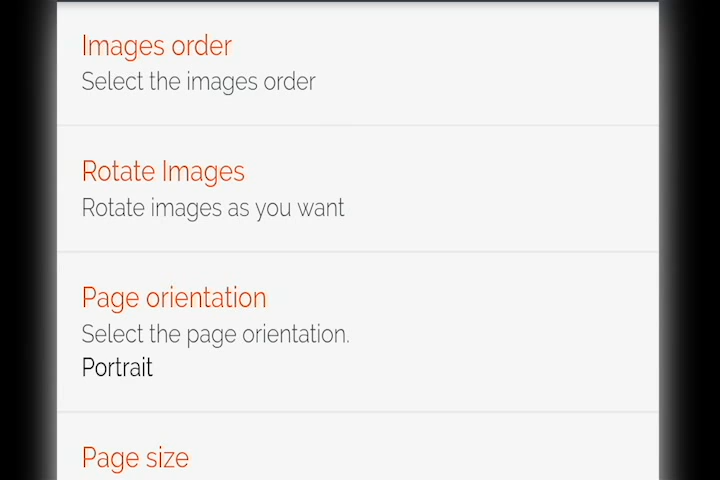 Images order
Select the images order
Rotate Images
Rotate images as you want
Page orientation
Select the page orientation.
Portrait
Page size